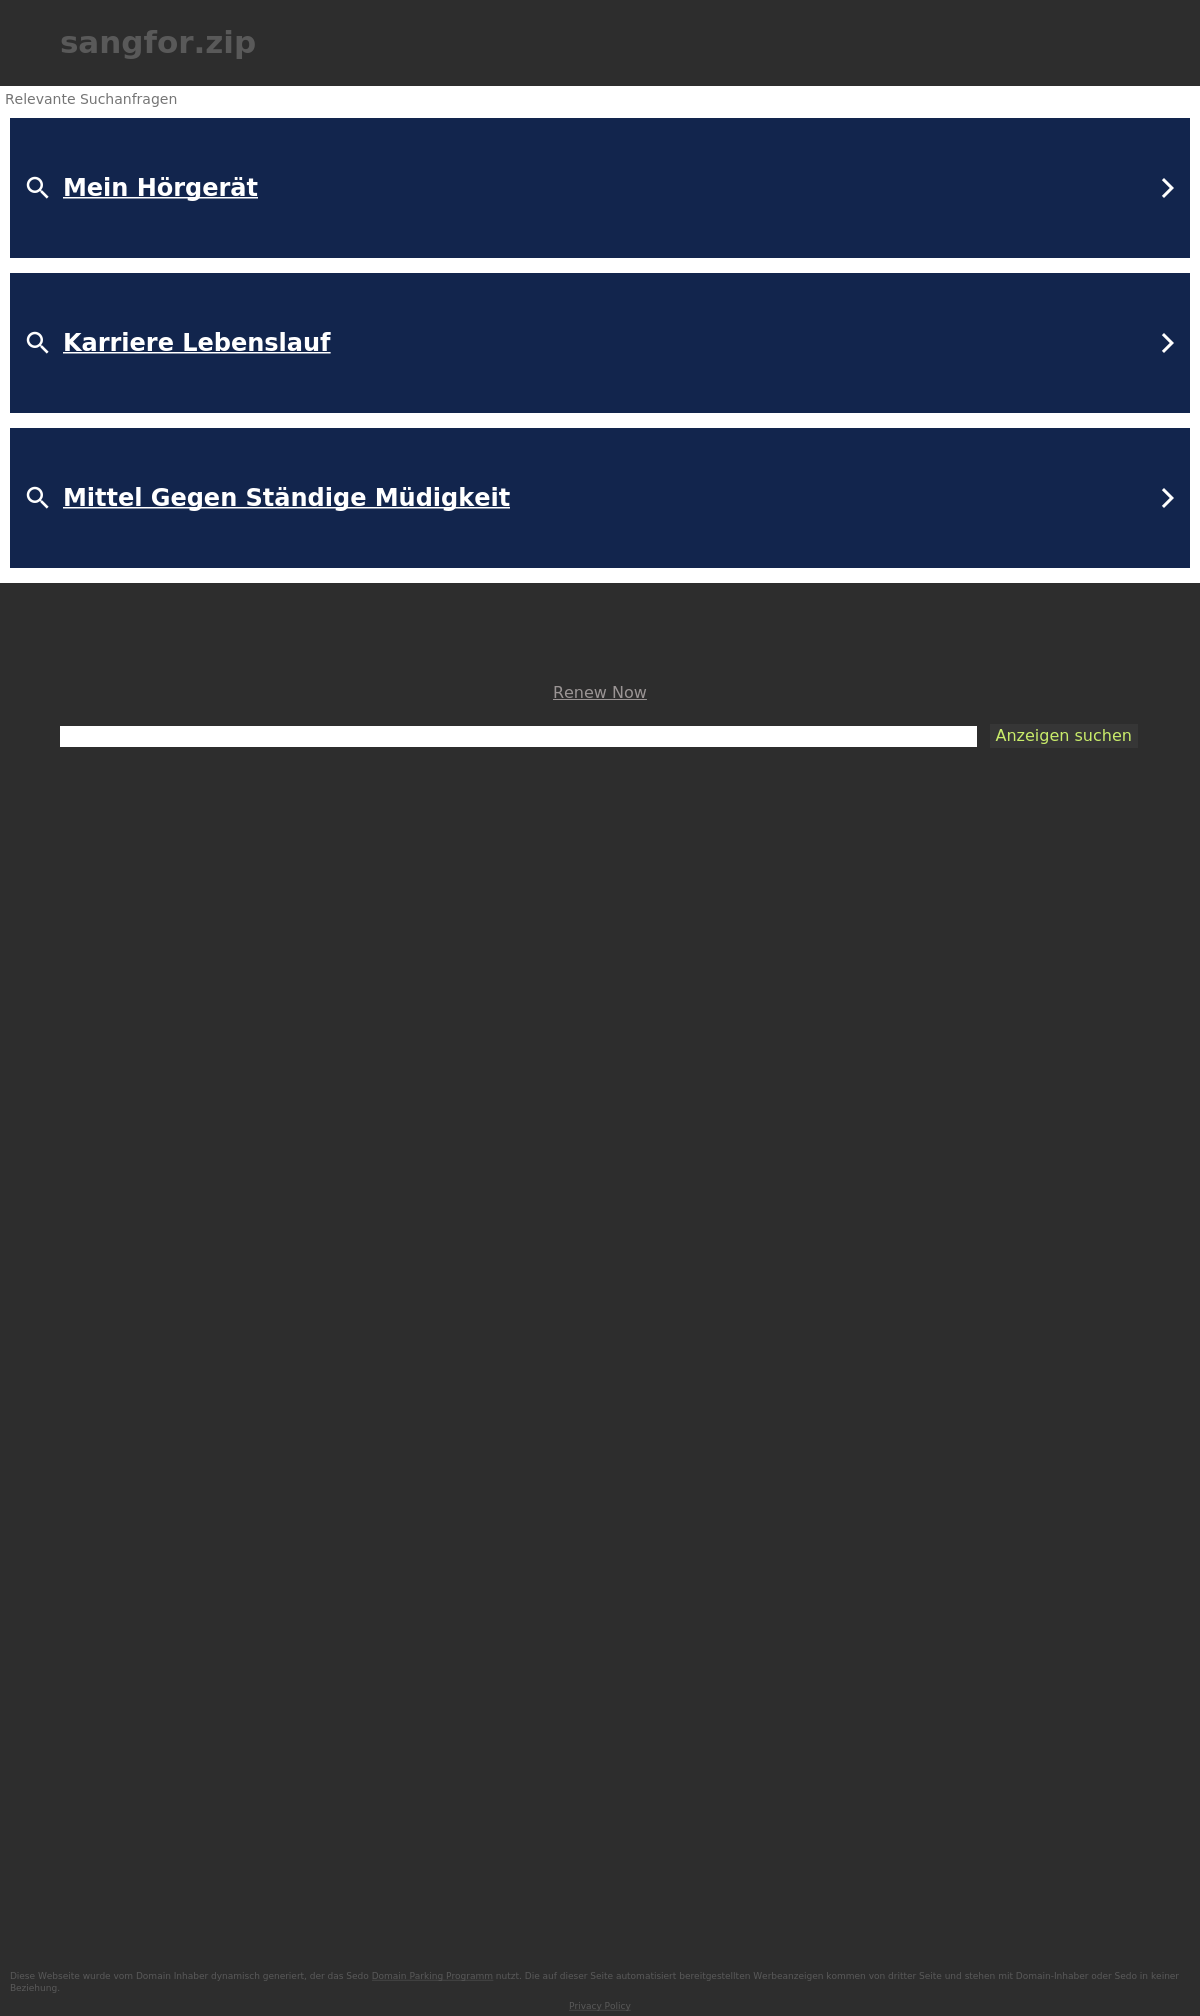 sangfor.zip
Relevante Suchanfragen
Mein Hörgerät
Karriere Lebenslauf
Mittel Gegen Ständige Müdigkeit
Renew Now
Anzeigen suchen
Diese Webseite wurde vom Domain Inhaber dynamisch generiert, der das Sedo Domain Parking Programm nutzt. Die auf dieser Seite automatisiert bereitgestellten Werbeanzeigen kommen von dritter Seite und stehen mit Domain-Inhaber oder Sedo in keiner
Beziehung.
Privacy Policy